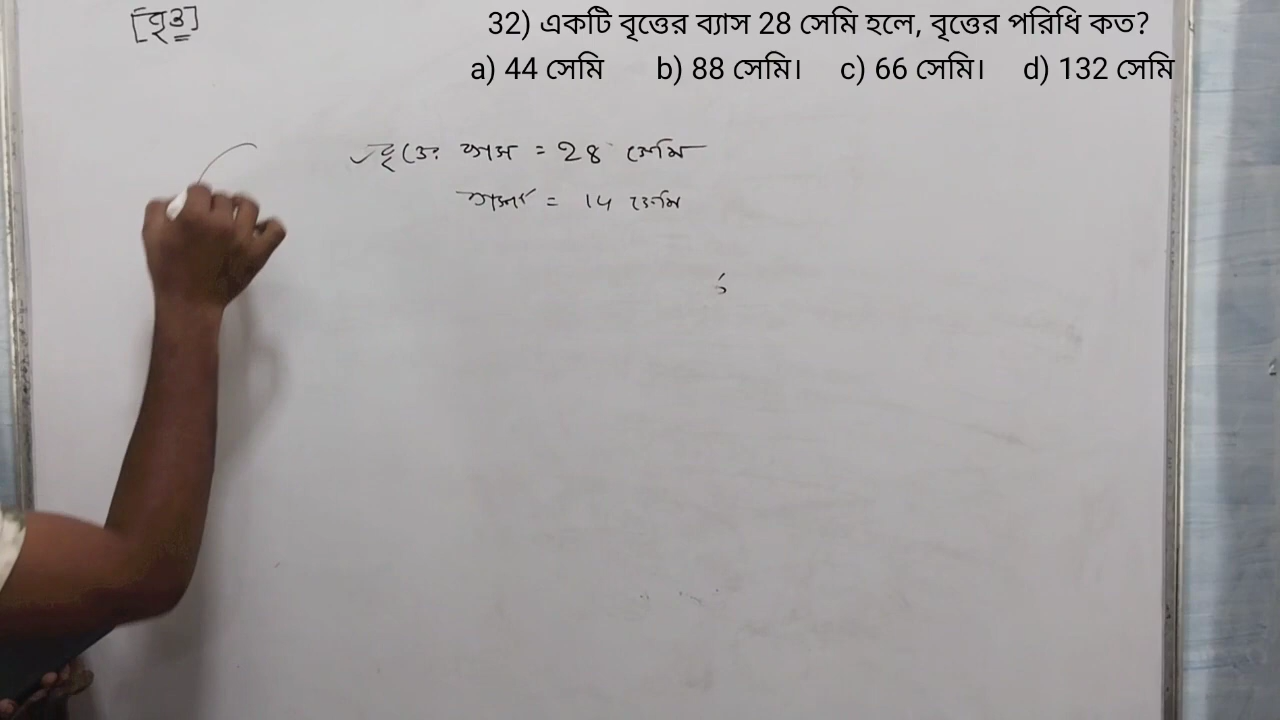 [বৃত্ত]
32) একটি বৃত্তের ব্যাস 28 সেমি হলে, বৃত্তের পরিধি কত?
a) 44 সেমি b) 88 সেমি। c) 66 সেমি। d) 132 সেমি
বৃত্তের ব্যাস = 28 সেমি
ব্যাসার্ধ = 14 সেমি